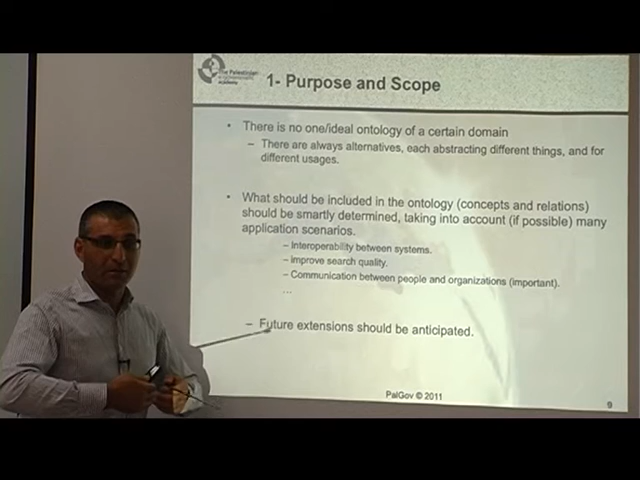 The Palestinian
1- Purpose and Scope
• There is no one/ideal ontology of a certain domain
– There are always alternatives, each abstracting different things, and for
different usages.
• What should be included in the ontology (concepts and relations)
should be smartly determined, taking into account (if possible) many
application scenarios.
– Interoperability between systems.
– improve search quality.
– Communication between people and organizations (important).
…
– Future extensions should be anticipated.
PalGov © 2011
9